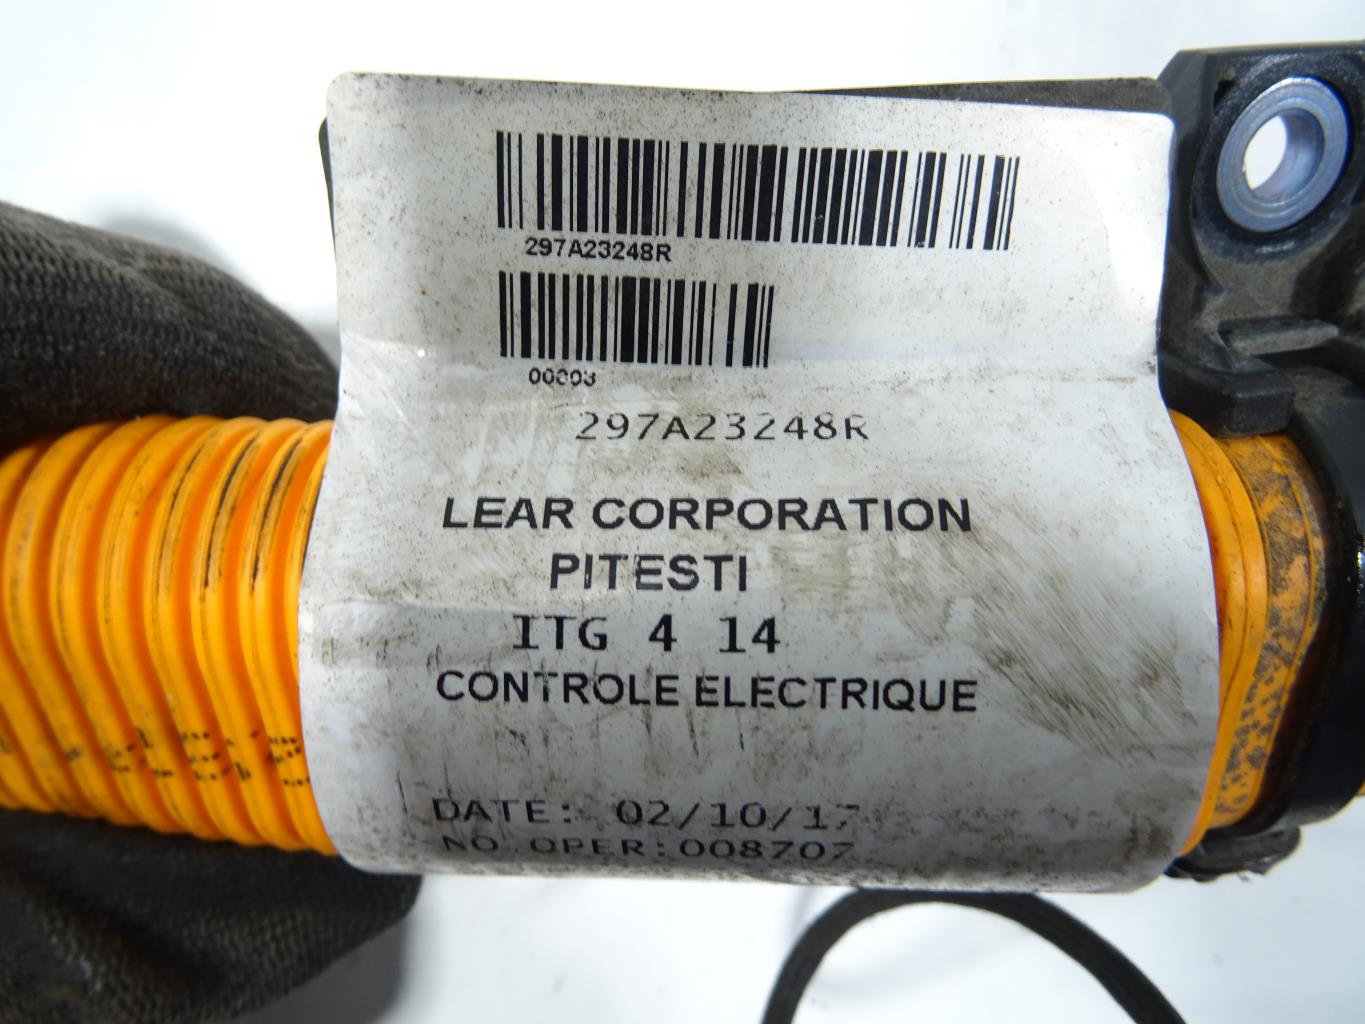 297A23248R
00003
297A23248R
LEAR CORPORATION
PITESTI
ITG 4 14
CONTROLE ELECTRIQUE
DATE: 02/10/17
NO.OPER:008707